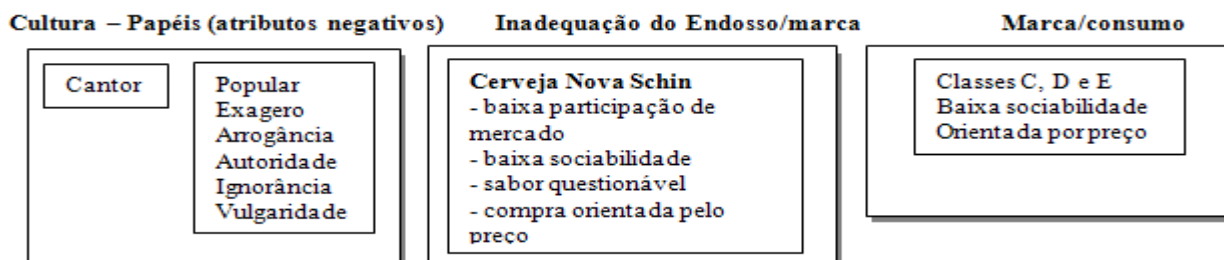 Cultura – Papéis (atributos negativos)
Inadequação do Endosso/marca
Marca/consumo
Cantor
Popular
Exagero
Arrogância
Autoridade
Ignorância
Vulgaridade
Cerveja Nova Schin
- baixa participação de
mercado
- baixa sociabilidade
- sabor questionável
- compra orientada pelo
preço
Classes C, D e E
Baixa sociabilidade
Orientada por preço